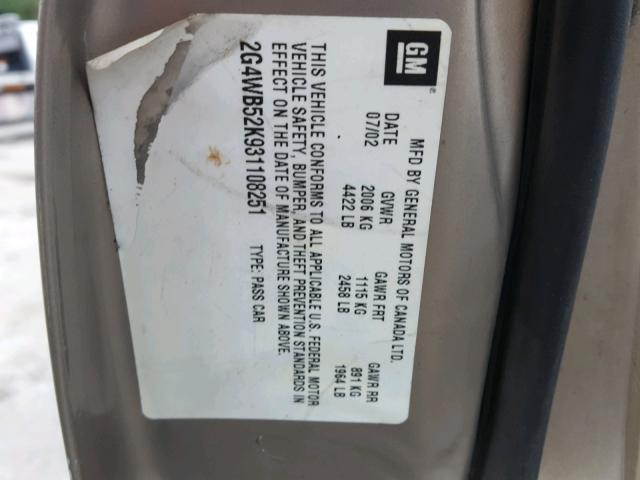 GM
MFD BY GENERAL MOTORS OF CANADA LTD.
DATE GVWR GAWR FRT GAWR RR
07/02 2006 KG 1115 KG 891 KG
4422 LB 2458 LB 1964 LB
THIS VEHICLE CONFORMS TO ALL APPLICABLE U.S. FEDERAL MOTOR
VEHICLE SAFETY, BUMPER, AND THEFT PREVENTION STANDARDS IN
EFFECT ON THE DATE OF MANUFACTURE SHOWN ABOVE.
2G4WB52K931108251 TYPE: PASS CAR